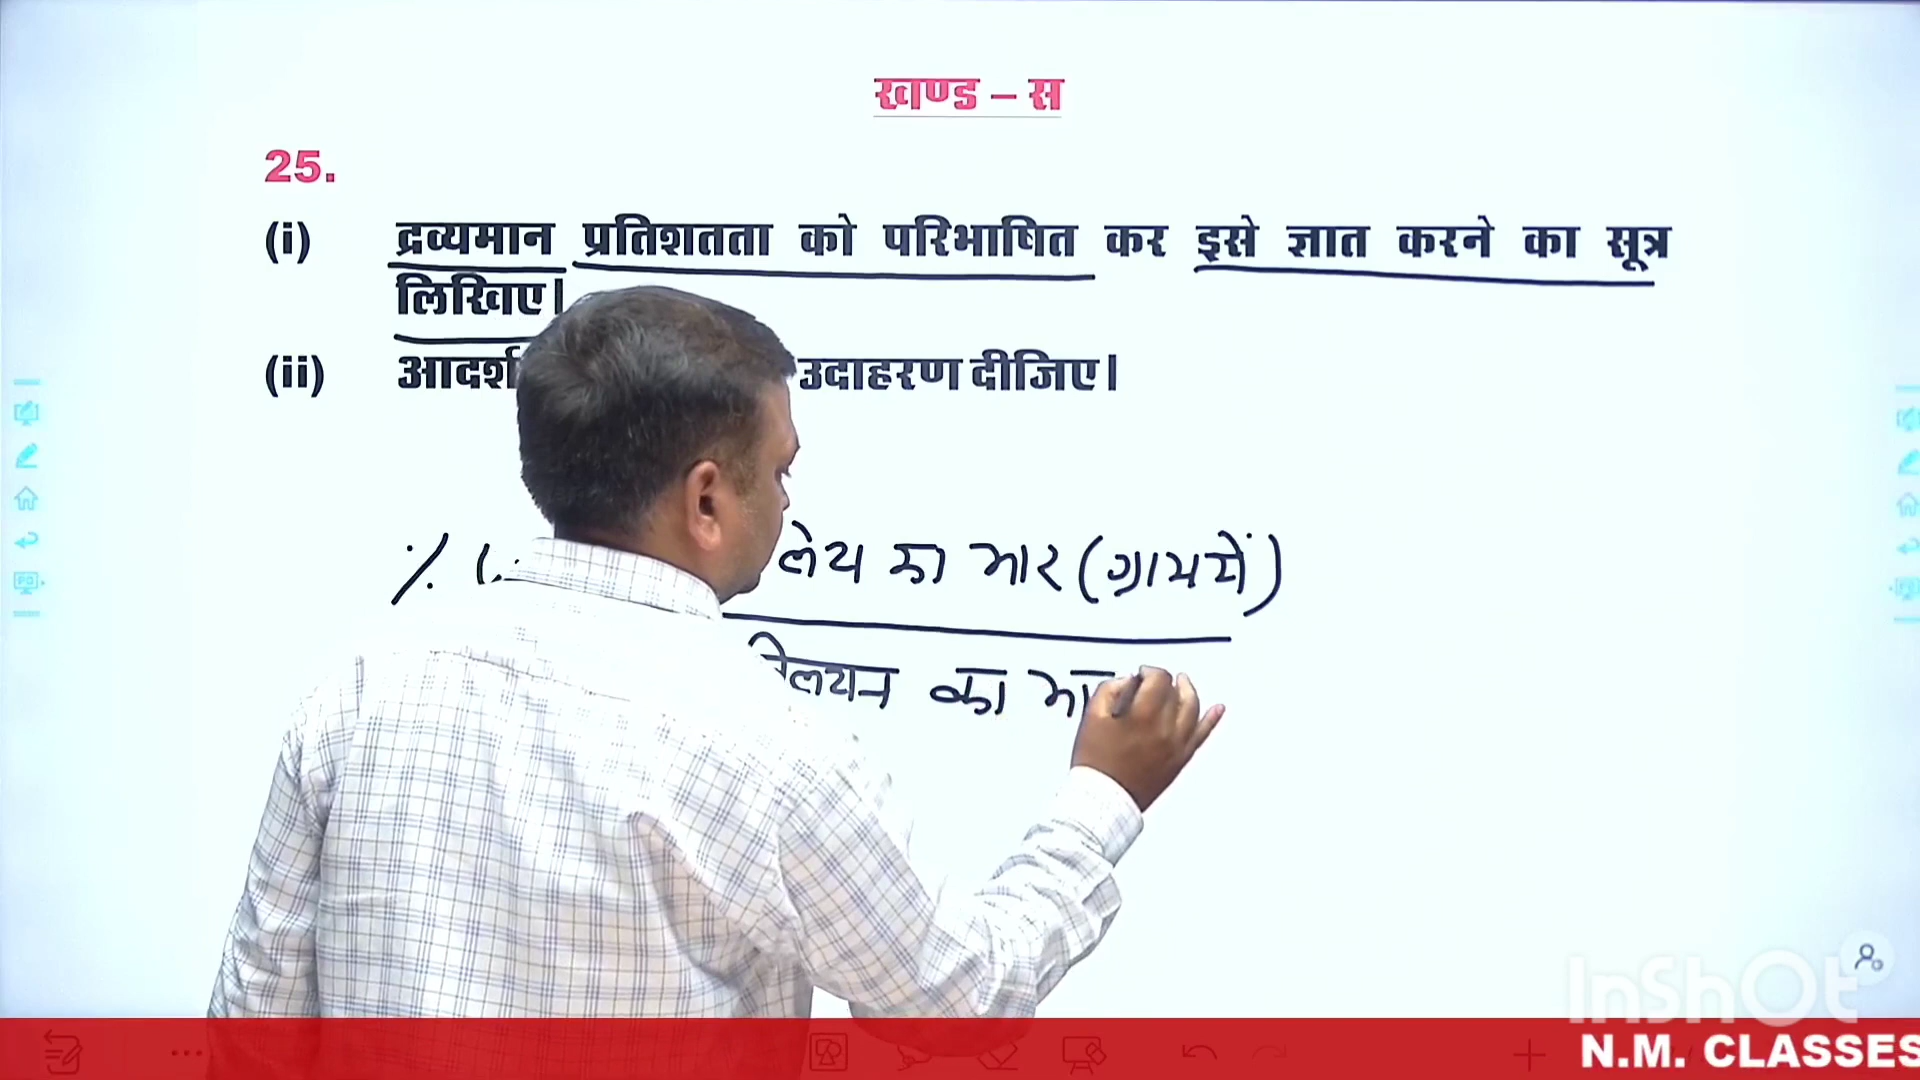 खण्ड – स
25.
(i) द्रव्यमान प्रतिशतता को परिभाषित कर इसे ज्ञात करने का सूत्र
लिखिए।
(ii) आदर्श उदाहरण दीजिए।
% का भार (ग्राम में)
विलयन का
InShOt
N.M. CLASSES